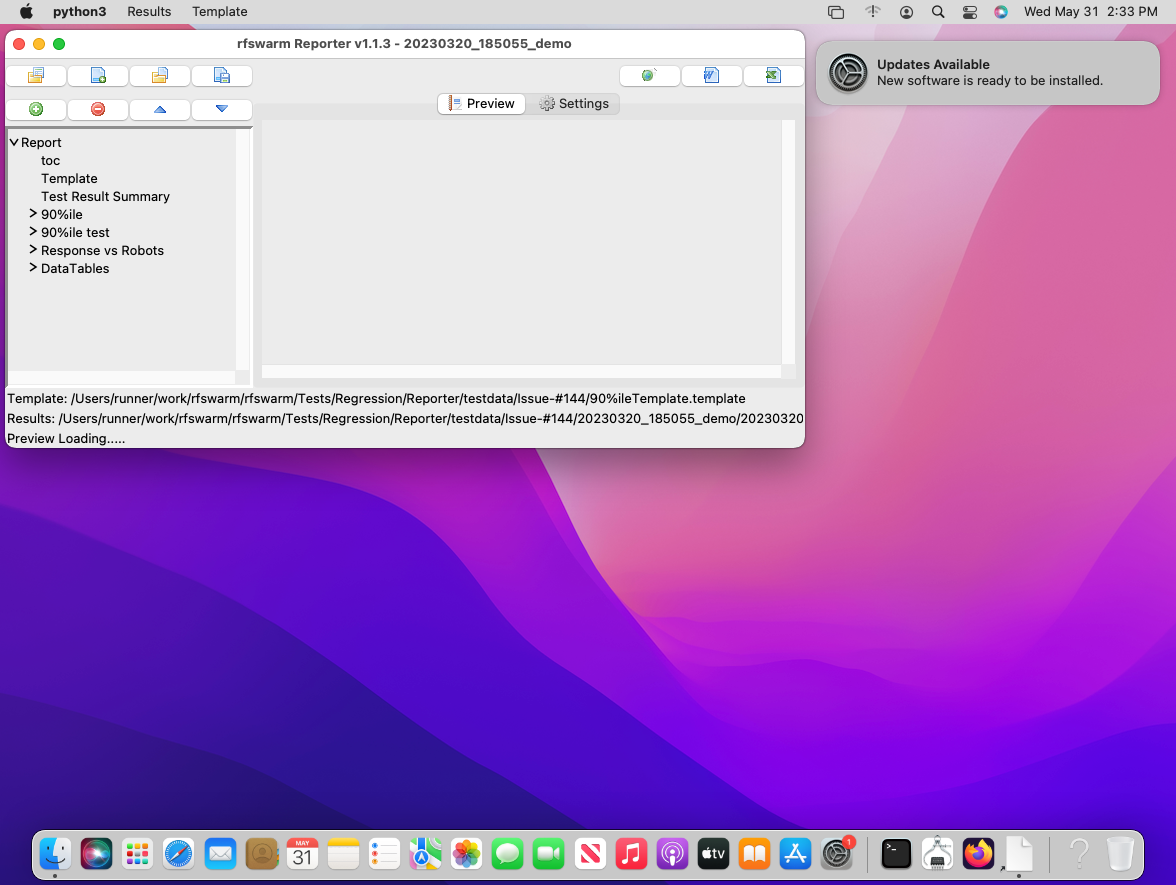 python3 Results Template Wed May 31 2:33 PM
rfswarm Reporter v1.1.3 - 20230320_185055_demo
Updates Available
New software is ready to be installed.
Preview Settings
Report
toc
Template
Test Result Summary
90%ile
90%ile test
Response vs Robots
DataTables
Template: /Users/runner/work/rfswarm/rfswarm/Tests/Regression/Reporter/testdata/Issue-#144/90%ileTemplate.template
Results: /Users/runner/work/rfswarm/rfswarm/Tests/Regression/Reporter/testdata/Issue-#144/20230320_185055_demo/20230320
Preview Loading.....
MAY
31
tv
1